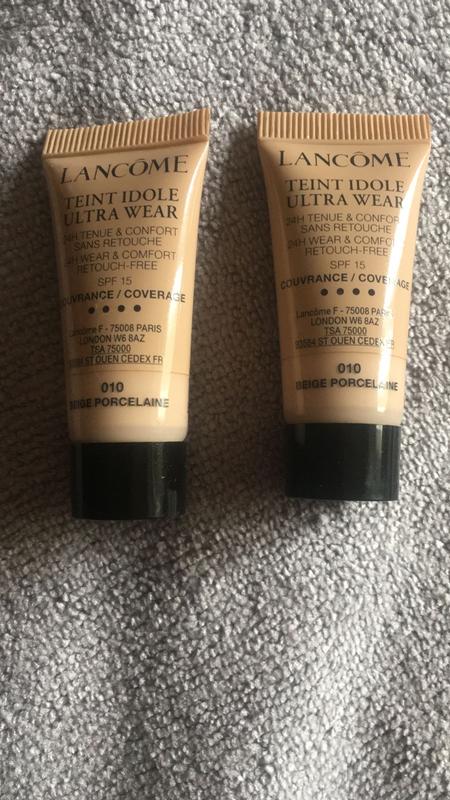 LANCÔME
TEINT IDOLE
ULTRA WEAR
24H TENUE & CONFORT
SANS RETOUCHE
24H WEAR & COMFORT
RETOUCH-FREE
SPF 15
COUVRANCE / COVERAGE
Lancôme F - 75008 PARIS
LONDON W6 8AZ
TSA 75000
93584 ST OUEN CEDEX FR
010
BEIGE PORCELAINE
LANCÔME
TEINT IDOLE
ULTRA WEAR
24H TENUE & CONFOR
SANS RETOUCHE
24H WEAR & COMFO
RETOUCH-FREE
SPF 15
COUVRANCE / COVERAGE
Lancôme F - 75008 PARIS
LONDON W6 8AZ
TSA 75000
93584 ST OUEN CEDEX FR
010
BEIGE PORCELAINE